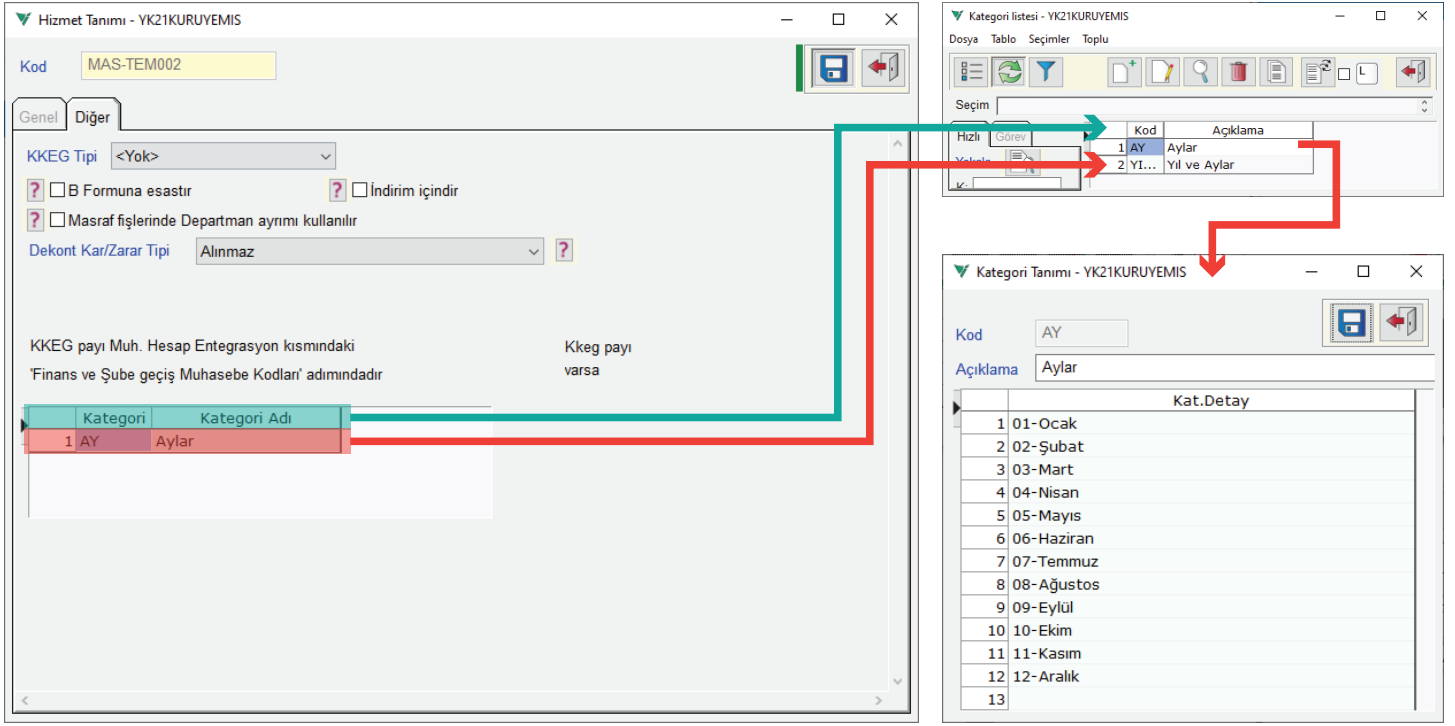 Hizmet Tanımı - YK21KURUYEMIS
Kod MAS-TEM002
Genel Diğer
KKEG Tipi <Yok>
? B Formuna esastır ? İndirim içindir
? Masraf fişlerinde Departman ayrımı kullanılır
Dekont Kar/Zarar Tipi Alınmaz ?
KKEG payı Muh. Hesap Entegrasyon kısmındaki
'Finans ve Şube geçiş Muhasebe Kodları' adımındadır
Kkeg payı
varsa
Kategori Kategori Adı
1 AY Aylar
Kategori listesi - YK21KURUYEMIS
Dosya Tablo Seçimler Toplu
L
Seçim
Hızlı Görev
Kod Açıklama
1 AY Aylar
2 YI... Yıl ve Aylar
Kategori Tanımı - YK21KURUYEMIS
Kod AY
Açıklama Aylar
Kat.Detay
1 01-Ocak
2 02-Şubat
3 03-Mart
4 04-Nisan
5 05-Mayıs
6 06-Haziran
7 07-Temmuz
8 08-Ağustos
9 09-Eylül
10 10-Ekim
11 11-Kasım
12 12-Aralık
13